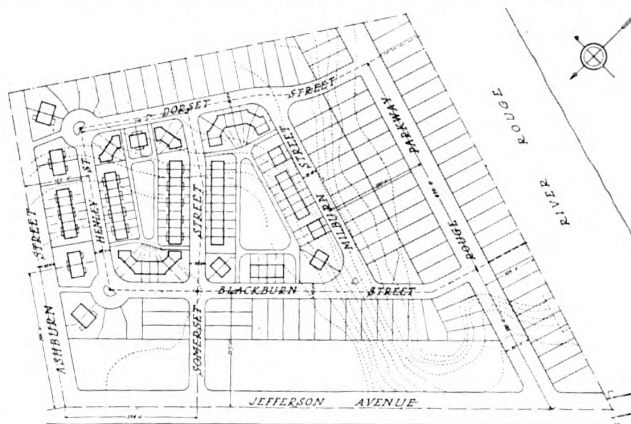 DORSET STREET
RIVER ROUGE
ROUGE PARKWAY
HENLEY ST
STREET
MILBURN STREET
ASHBURN STREET
BLACKBURN STREET
SOMERSET
JEFFERSON AVENUE